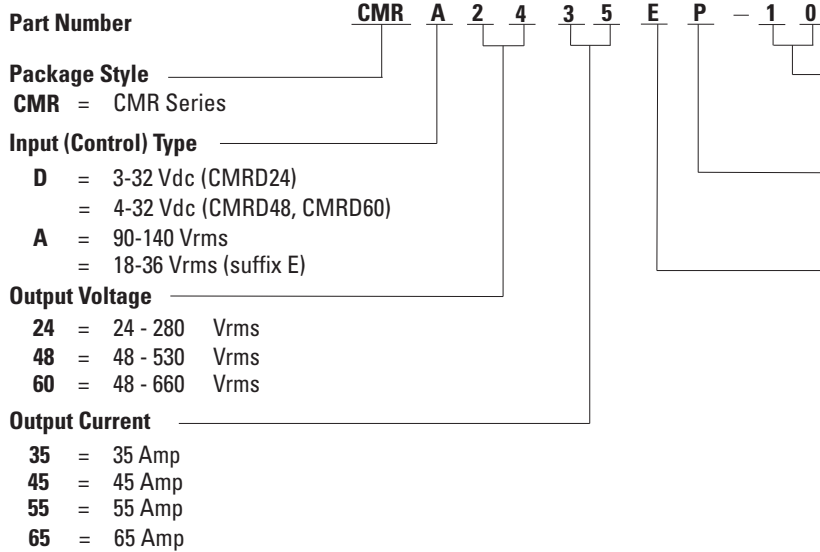 Part Number CMR A 2 4 3 5 E P – 1 0
Package Style
CMR = CMR Series
Input (Control) Type
D = 3-32 Vdc (CMRD24)
= 4-32 Vdc (CMRD48, CMRD60)
A = 90-140 Vrms
= 18-36 Vrms (suffix E)
Output Voltage
24 = 24 - 280 Vrms
48 = 48 - 530 Vrms
60 = 48 - 660 Vrms
Output Current
35 = 35 Amp
45 = 45 Amp
55 = 55 Amp
65 = 65 Amp